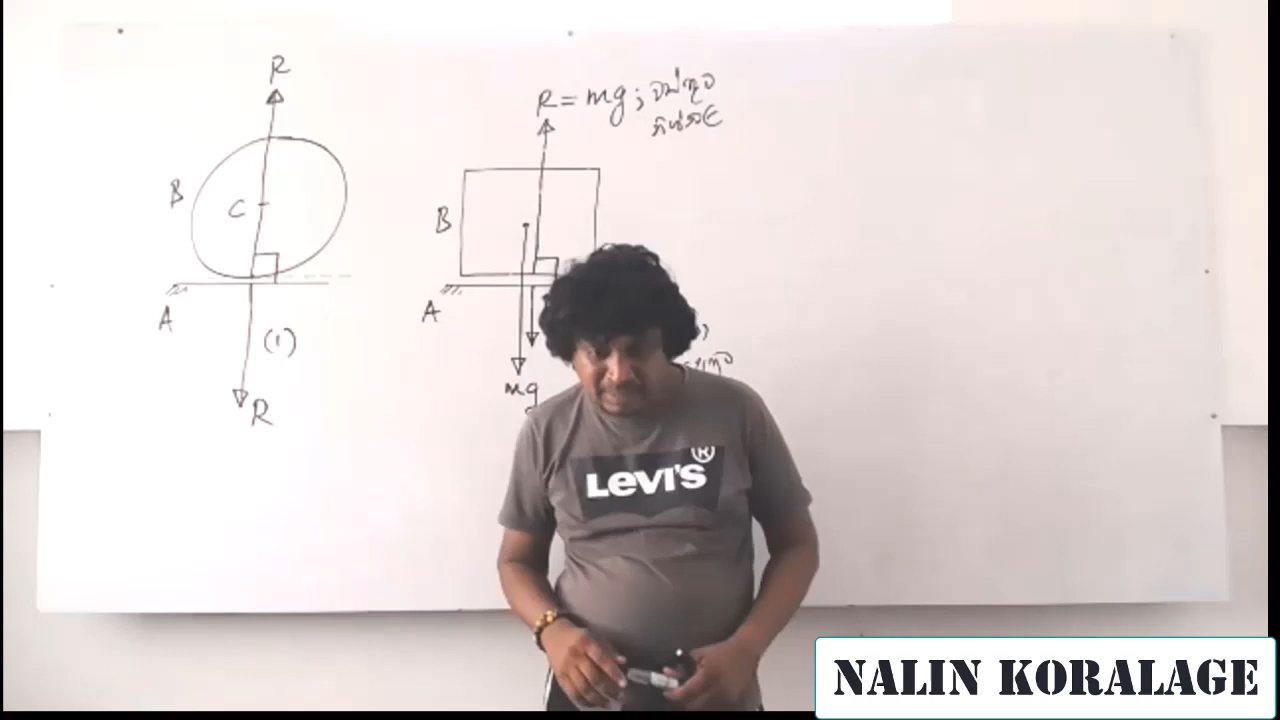 R
B
C
A
(1)
R
R = mg ;
B
A
mg
LEVI'S
R
NALIN KORALAGE